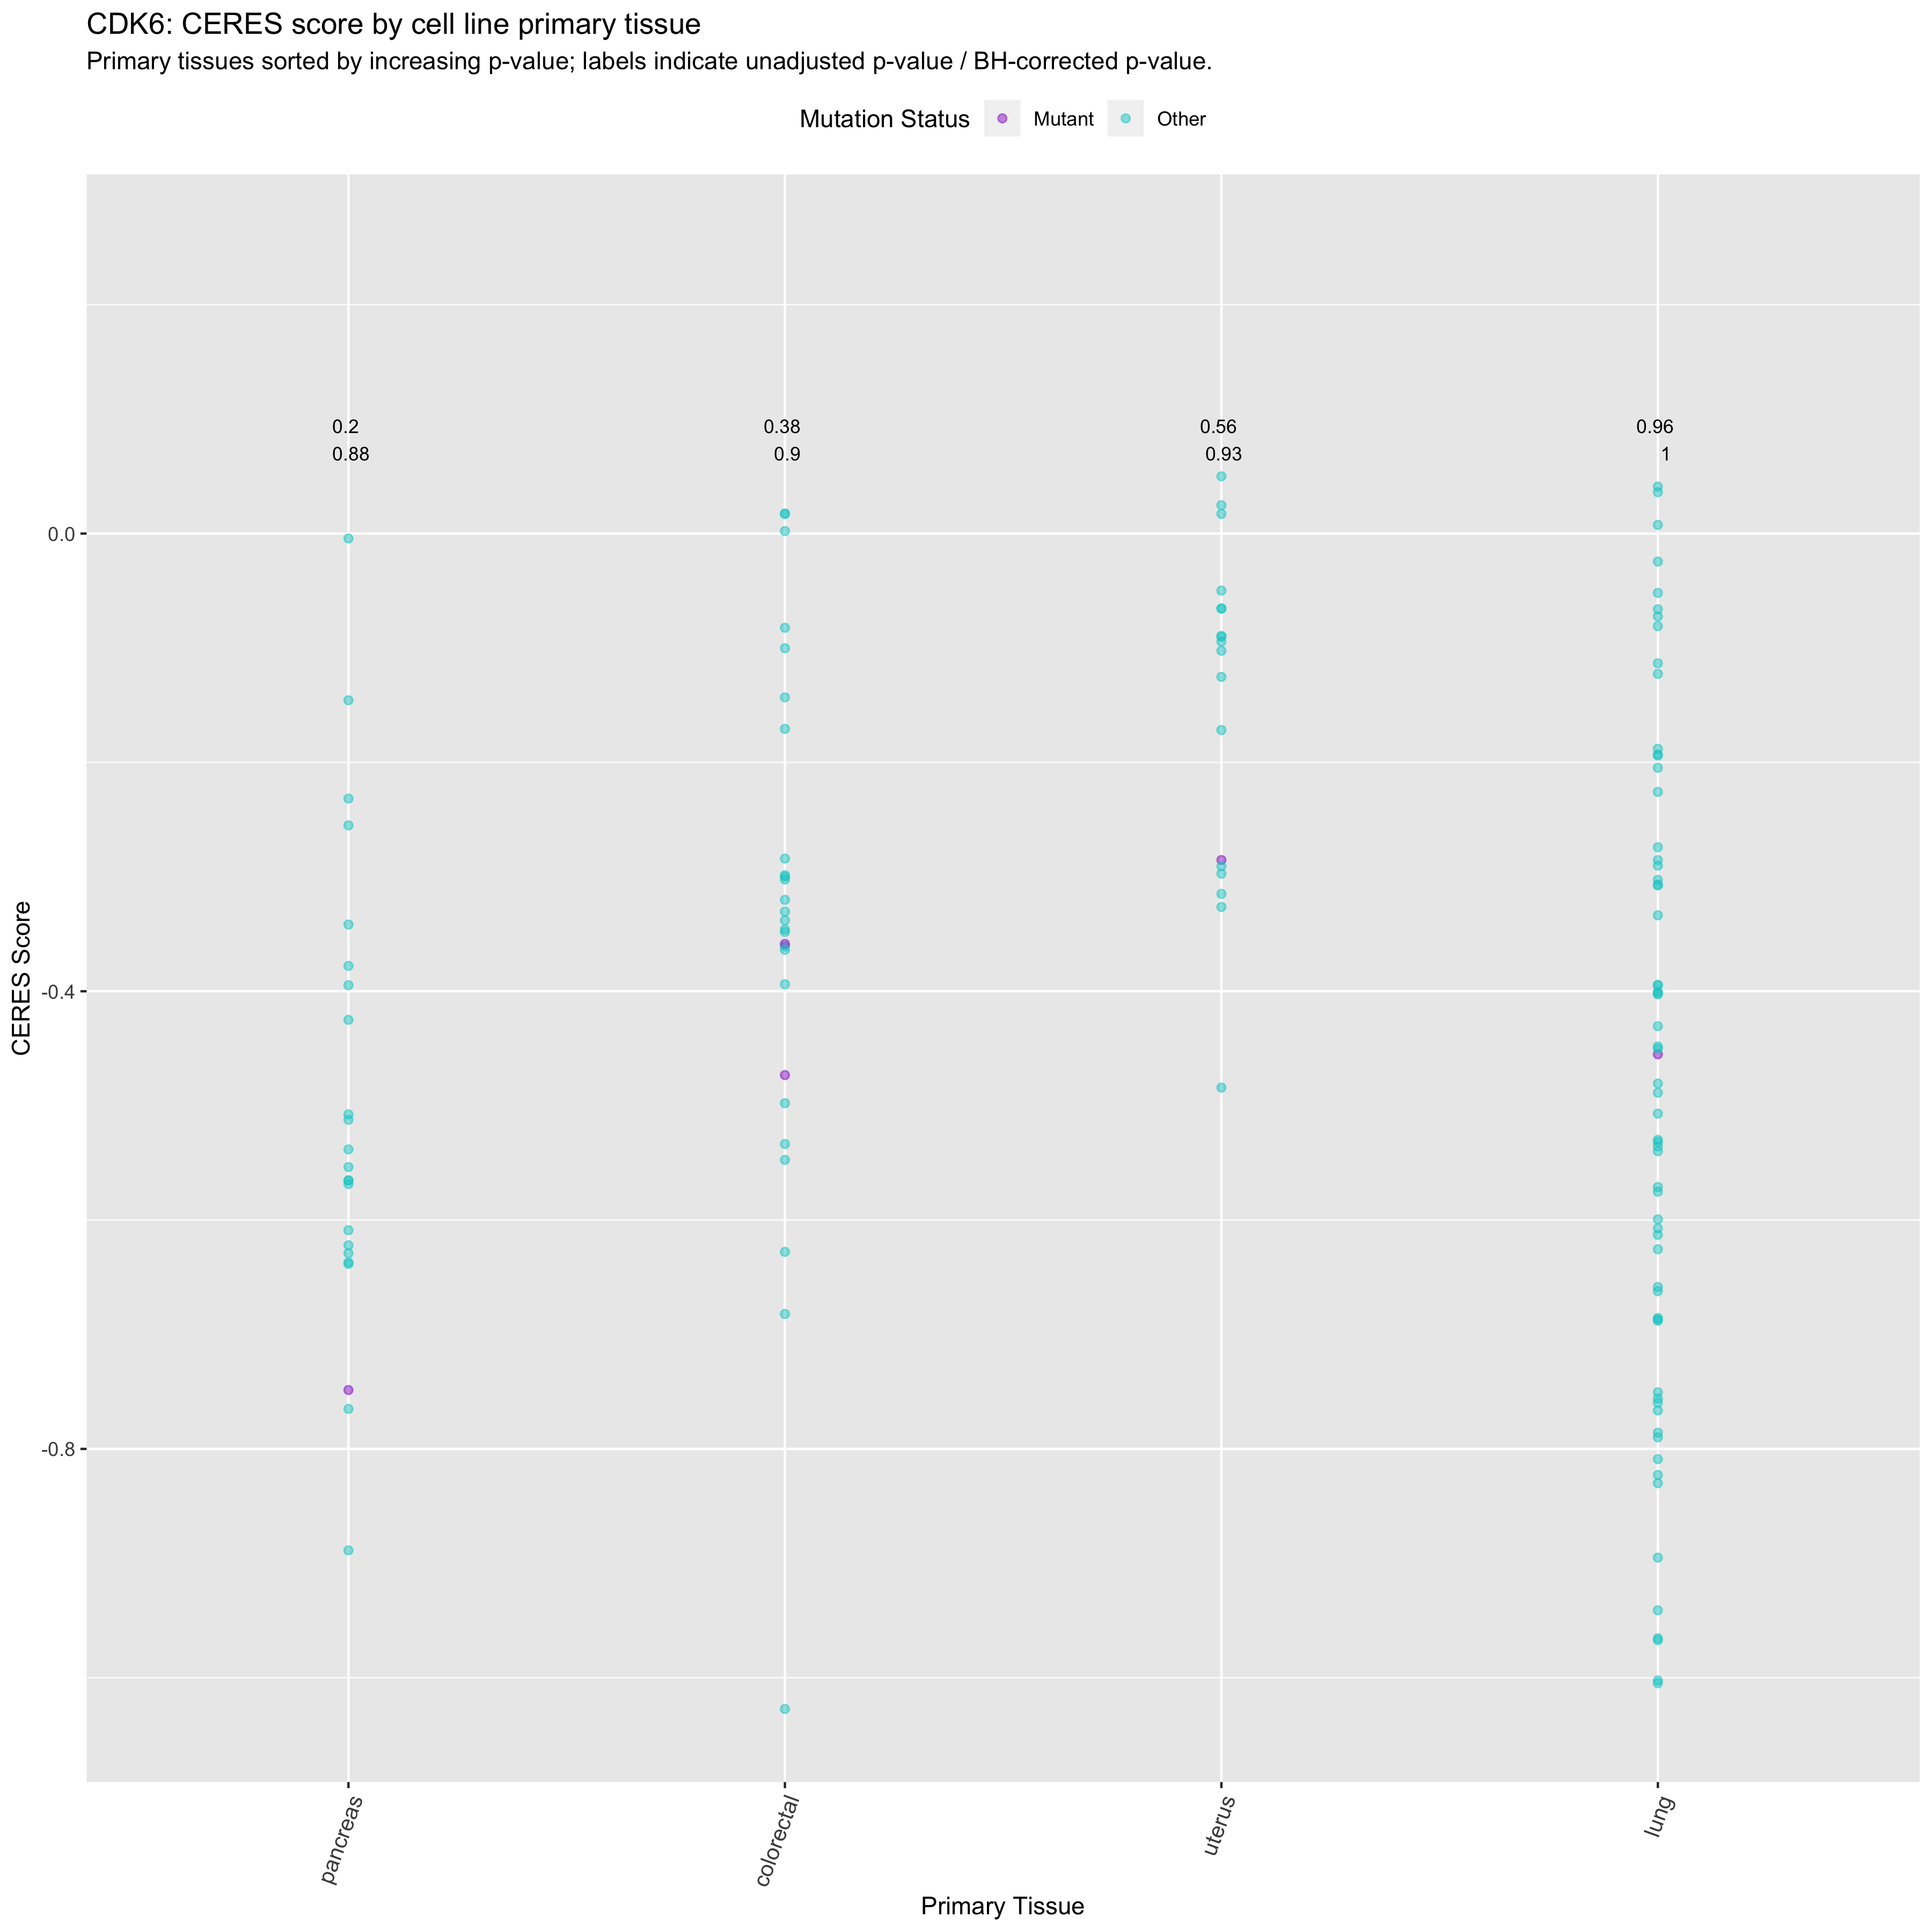 CDK6: CERES score by cell line primary tissue
Primary tissues sorted by increasing p-value; labels indicate unadjusted p-value / BH-corrected p-value.
Mutation Status Mutant Other
0.2 0.38 0.56 0.96
0.88 0.9 0.93 1
0.0
-0.4
-0.8
CERES Score
pancreas colorectal uterus lung
Primary Tissue